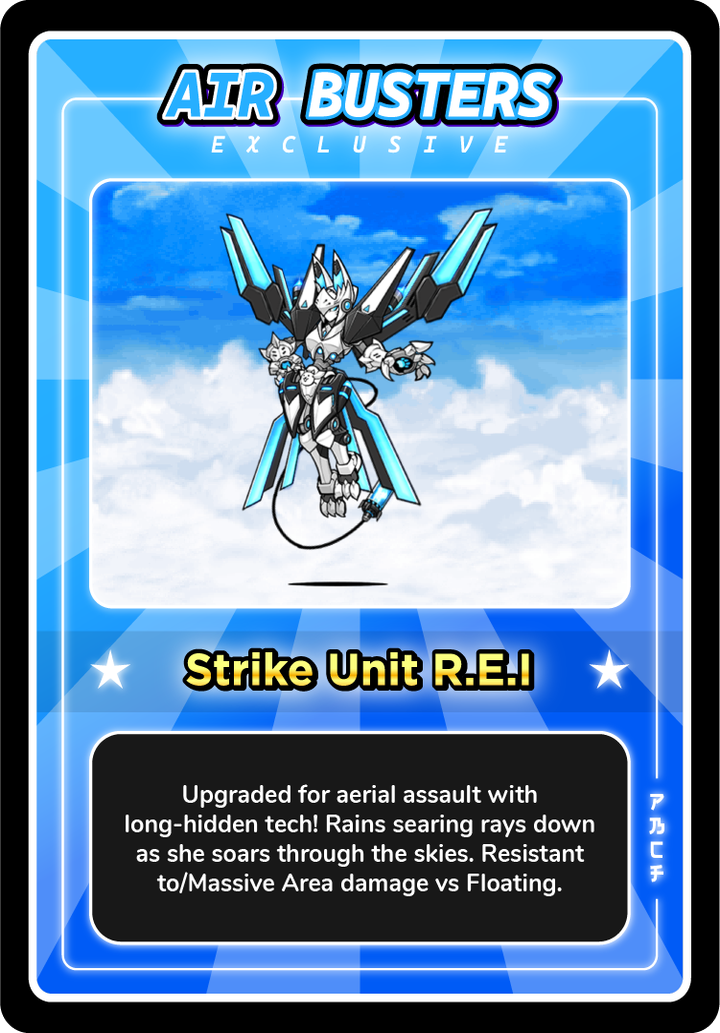 AIR BUSTERS
EXCLUSIVE
Strike Unit R.E.I
Upgraded for aerial assault with
long-hidden tech! Rains searing rays down
as she soars through the skies. Resistant
to/Massive Area damage vs Floating.